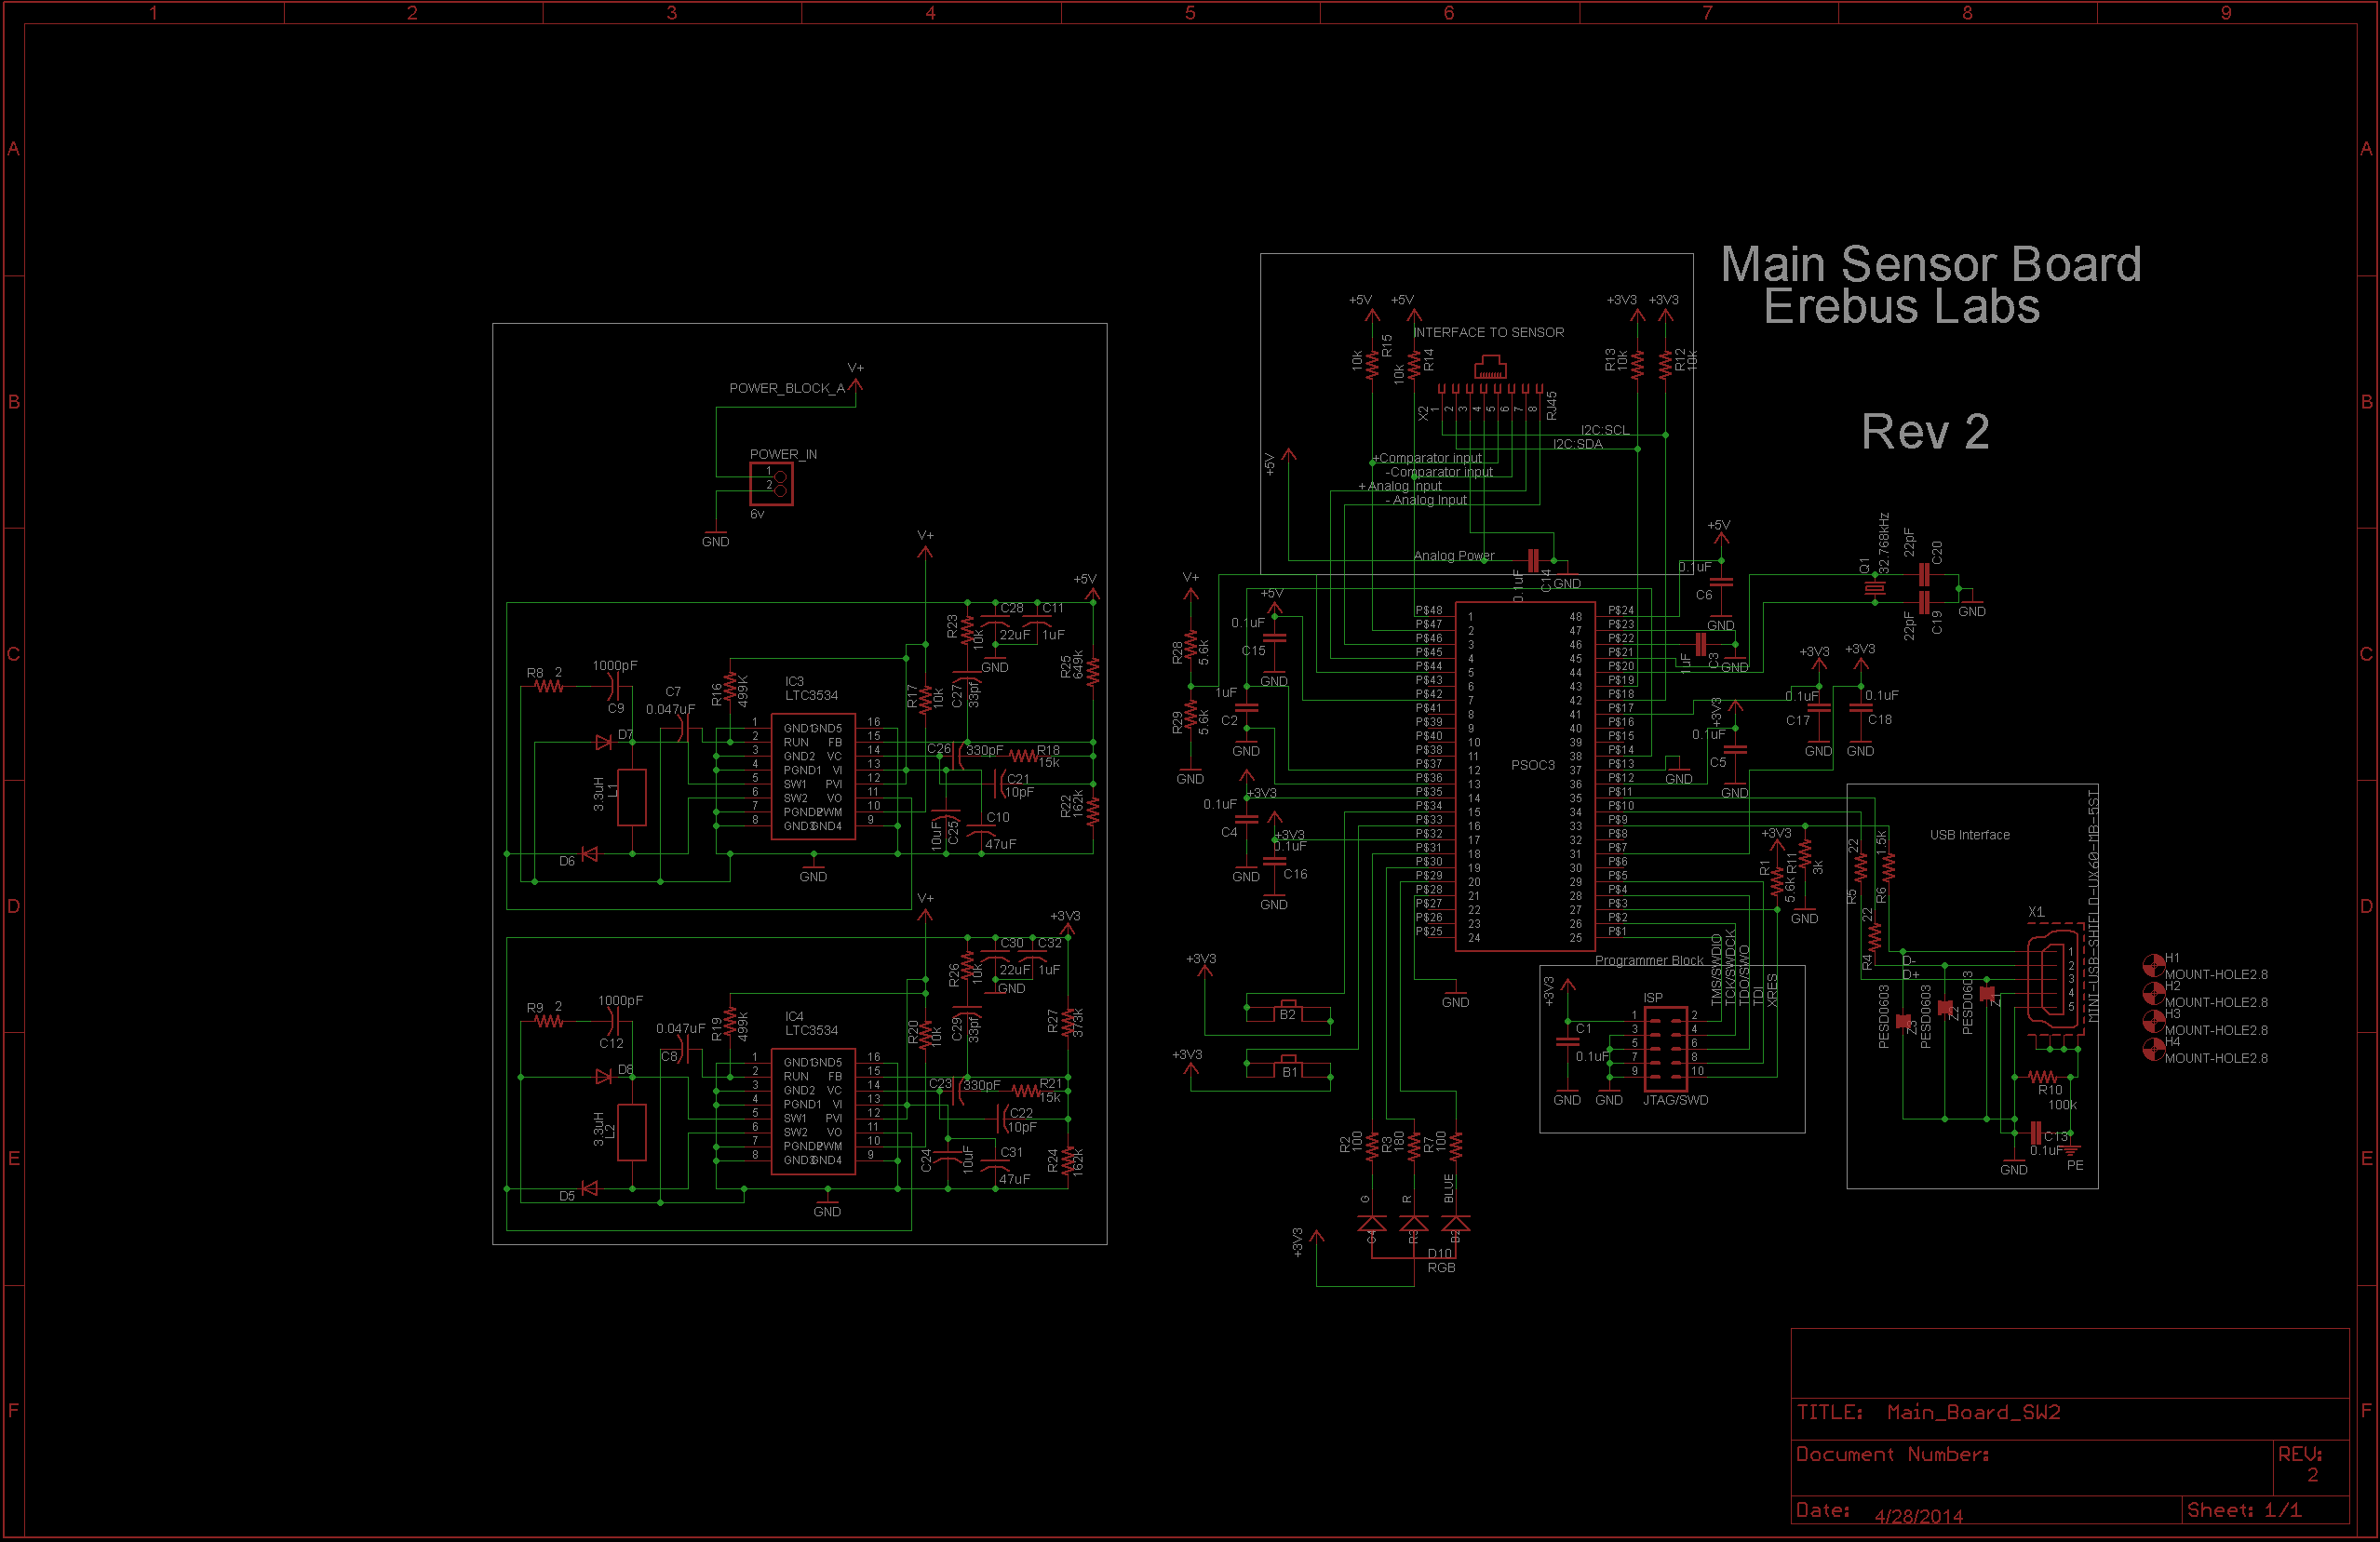 1 2 3 4 5 6 7 8 9
A A
B B
C C
D D
E E
F F
Main Sensor Board
Erebus Labs
Rev 2
V+
POWER_BLOCK_A
POWER_IN
1
2
6v
GND
V+
+5V
C28 C11
R23
10k
22uF 1uF
GND
R25
649k
R8 2
1000pF
C9
C7
0.047uF
R16
499K
IC3
LTC3534
R17
10k
C27
33pf
D7
1 GND1 GND5 16
2 RUN FB 15
3 GND2 VC 14
4 PGND1 VI 13
5 SW1 PVI 12
6 SW2 VO 11
7 PGND2 PWM 10
8 GND3 GND4 9
C26 330pF R18
15k
C21
10pF
3.3uH
L1
R22
162k
10uF
C25
C10
47uF
D6
GND
V+
+3V3
C30 C32
R26
10k
22uF 1uF
GND
R27
373k
R9 2
1000pF
C12
0.047uF
C8
R19
499k
IC4
LTC3534
R20
10k
C29
33pf
D8
1 GND1 GND5 16
2 RUN FB 15
3 GND2 VC 14
4 PGND1 VI 13
5 SW1 PVI 12
6 SW2 VO 11
7 PGND2 PWM 10
8 GND3 GND4 9
C23 330pF R21
15k
C22
10pF
3.3uH
L2
R24
162k
C24
10uF
C31
47uF
D5
GND
+5V +5V +3V3 +3V3
INTERFACE TO SENSOR
10k
R15
10k
R14
R13
10k
R12
10k
X2
1 2 3 4 5 6 7 8
RJ45
I2C:SCL
I2C:SDA
+Comparator input
-Comparator input
+ Analog Input
- Analog Input
+5V
Analog Power
0.1uF
C14
GND
V+
R28
5.6k
R29
5.6k
GND
+5V
0.1uF
C15
GND
1uF
C2
GND
+3V3
0.1uF
C4
GND
+3V3
0.1uF
C16
GND
PSOC3
P$48 1 48 P$24
P$47 2 47 P$23
P$46 3 46 P$22
P$45 4 45 P$21
P$44 5 44 P$20
P$43 6 43 P$19
P$42 7 42 P$18
P$41 8 41 P$17
P$39 9 40 P$16
P$40 10 39 P$15
P$38 11 38 P$14
P$37 12 37 P$13
P$36 13 36 P$12
P$35 14 35 P$11
P$34 15 34 P$10
P$33 16 33 P$9
P$32 17 32 P$8
P$31 18 31 P$7
P$30 19 30 P$6
P$29 20 29 P$5
P$28 21 28 P$4
P$27 22 27 P$3
P$26 23 26 P$2
P$25 24 25 P$1
GND
+5V
0.1uF
C6
GND
1uF
C3
GND
Q1
32.768kHz
22pF
C20
22pF
C19
GND
+3V3 +3V3
0.1uF
C17
0.1uF
C18
GND GND
+3V3
0.1uF
C5
GND
GND
+3V3
R1
5.6k
R11
3k
GND
+3V3
B2
+3V3
B1
R2
100
R3
180
R7
100
G
R
BLUE
+3V3
D10
RGB
Programmer Block
TMS/SWDIO
TCK/SWDCK
TDO/SWO
TDI
XRES
+3V3
C1
0.1uF
GND
ISP
1 2
3 4
5 6
7 8
9 10
GND
JTAG/SWD
USB Interface
22
R5
1.5k
R6
22
R4
D-
D+
PESD0603
Z3
PESD0603
Z2
PESD0603
Z1
X1
1
2
3
4
5
MINI-USB-SHIELD-UX60-MB-5ST
R10
100k
C13
0.1uF
GND
PE
H1
MOUNT-HOLE2.8
H2
MOUNT-HOLE2.8
H3
MOUNT-HOLE2.8
H4
MOUNT-HOLE2.8
TITLE: Main_Board_SW2
Document Number:
REV:
2
Date: 4/28/2014
Sheet: 1/1